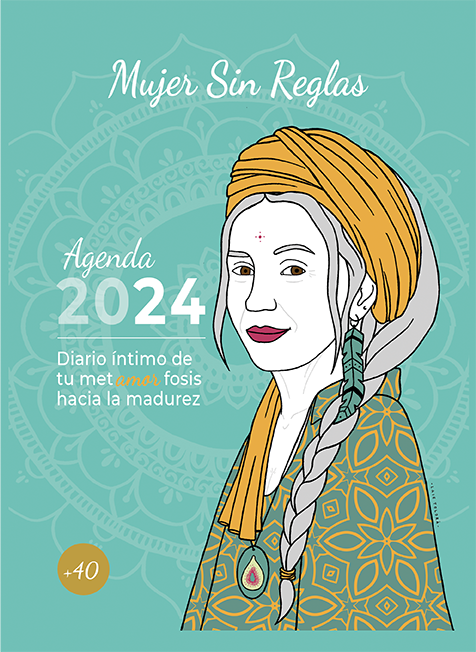 Mujer Sin Reglas
Agenda
2024
Diario íntimo de
tu metamorfosis
hacia la madurez
+40